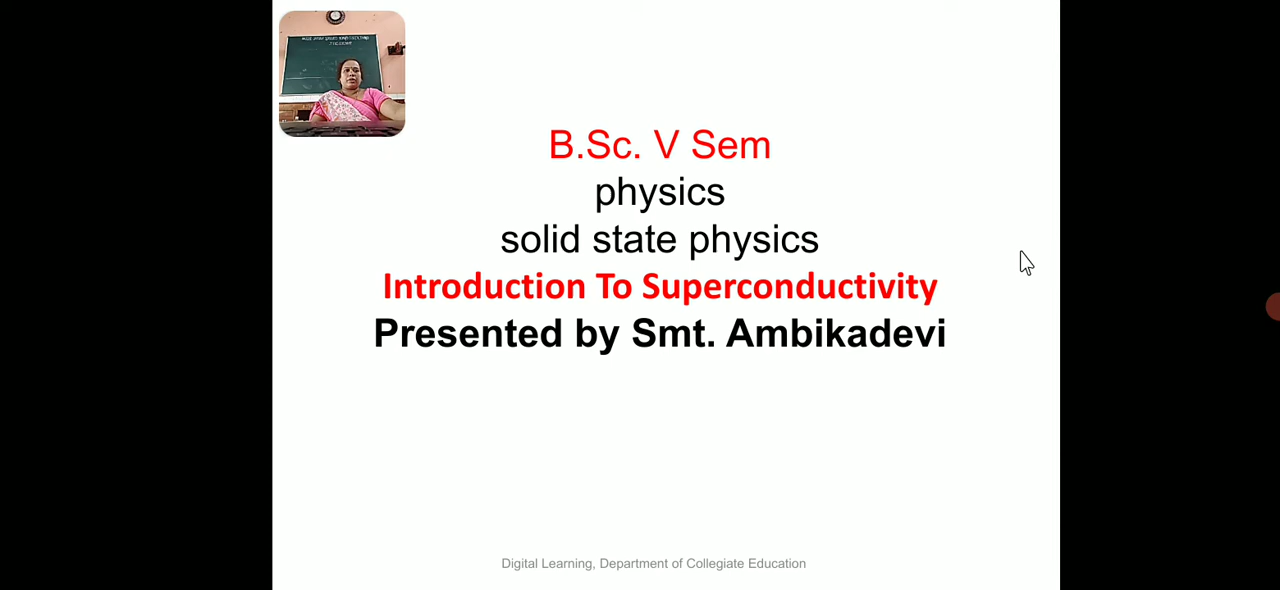 B.Sc. V Sem
physics
solid state physics
Introduction To Superconductivity
Presented by Smt. Ambikadevi
Digital Learning, Department of Collegiate Education